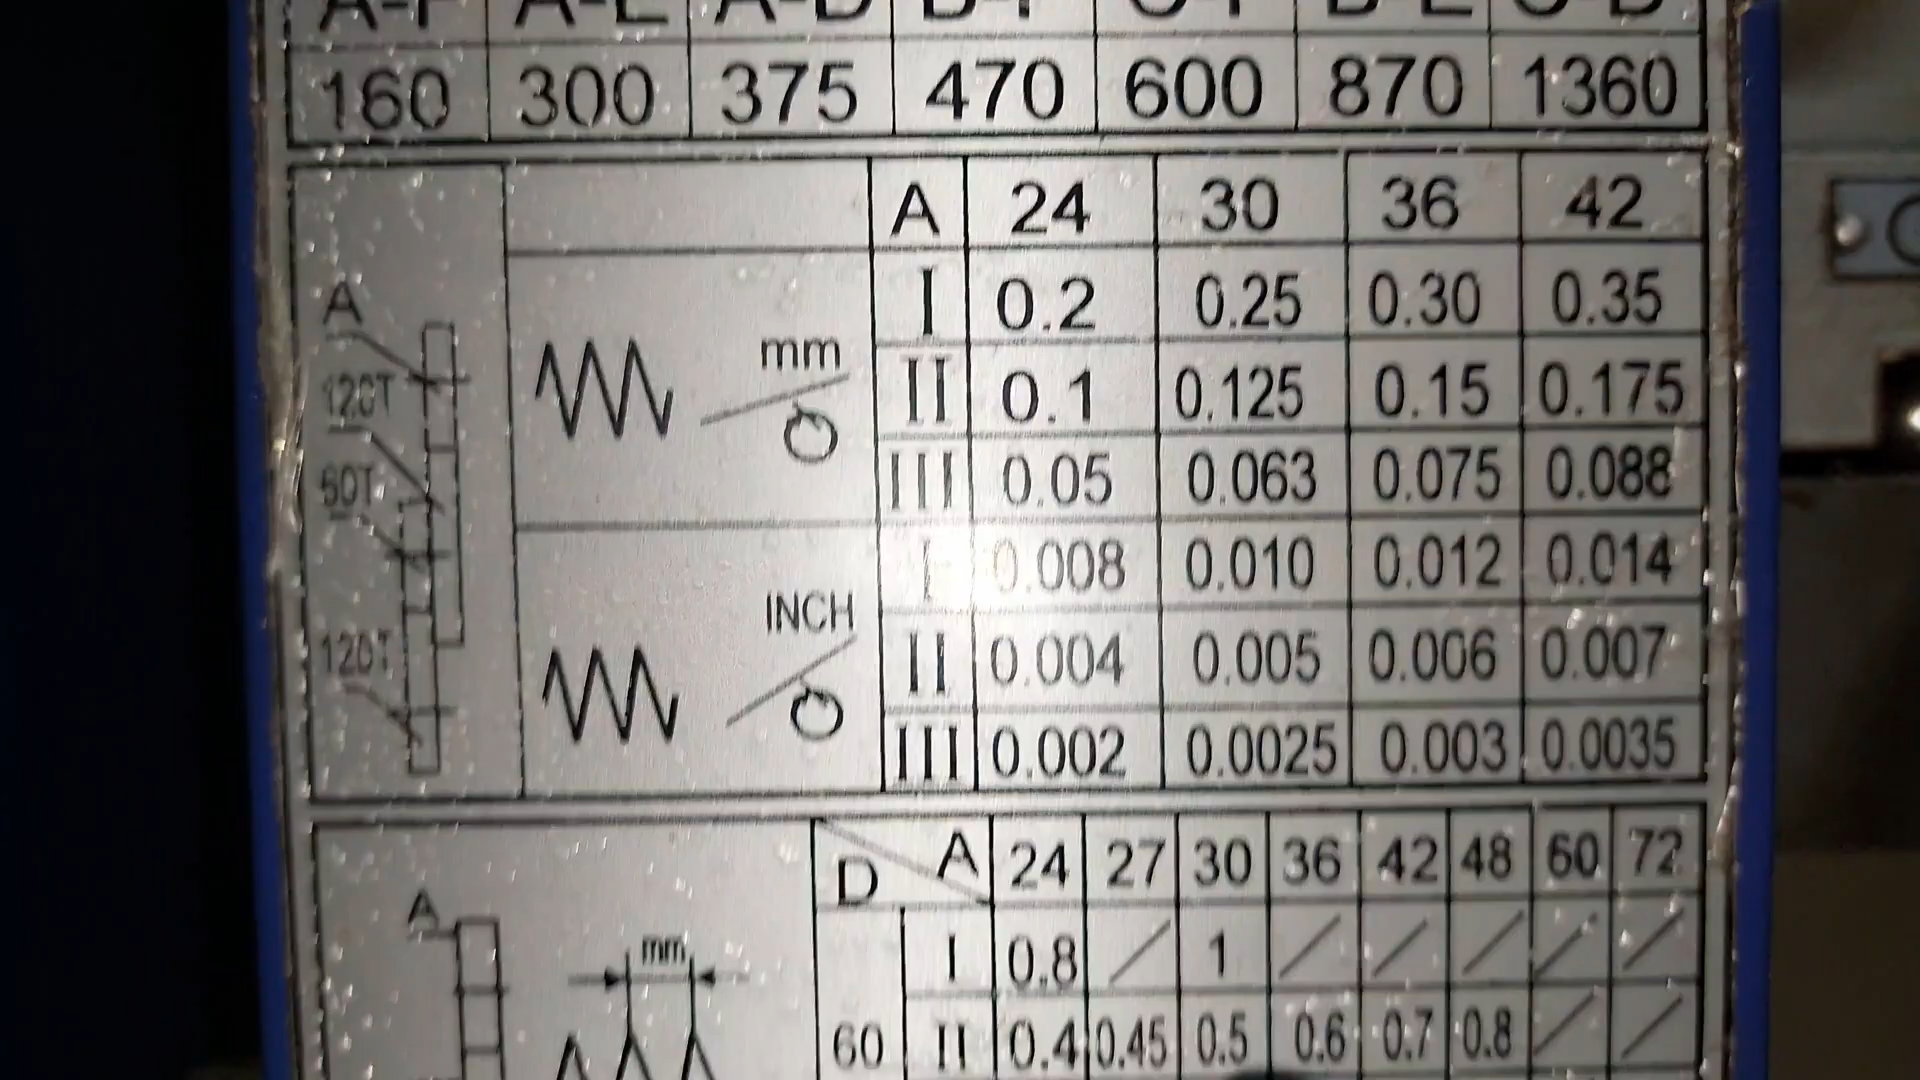 A-F A-E A-D B-F C-F B-E C-D
160 300 375 470 600 870 1360
A 24 30 36 42
I 0.2 0.25 0.30 0.35
A
mm
120T
II 0.1 0.125 0.15 0.175
60T
III 0.05 0.063 0.075 0.088
I 0.008 0.010 0.012 0.014
INCH
120T
II 0.004 0.005 0.006 0.007
III 0.002 0.0025 0.003 0.0035
D A 24 27 30 36 42 48 60 72
A
mm
I 0.8 / 1 / / / / /
60 II 0.4 0.45 0.5 0.6 0.7 0.8 / /